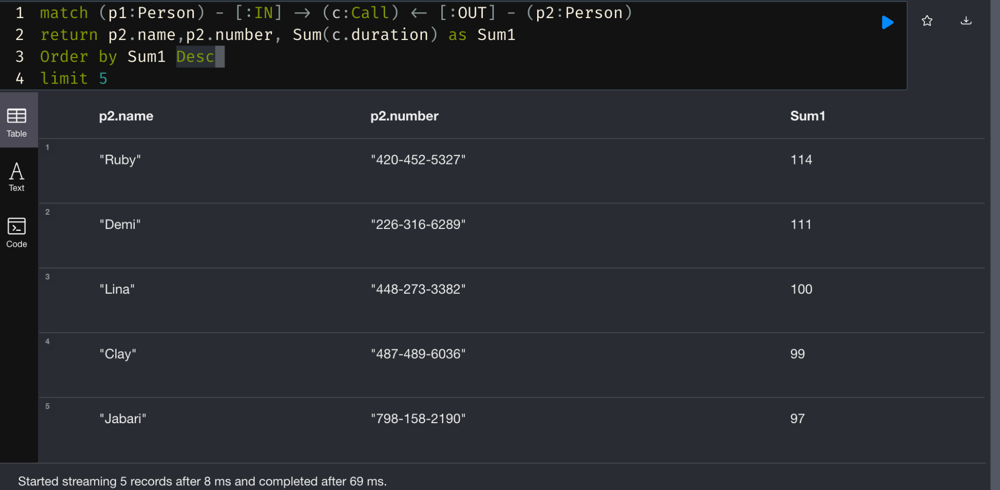 1 match (p1:Person) - [:IN] → (c:Call) ← [:OUT] - (p2:Person)
2 return p2.name,p2.number, Sum(c.duration) as Sum1
3 Order by Sum1 Desc
4 limit 5
Table
Text
Code
p2.name p2.number Sum1
1
"Ruby" "420-452-5327" 114
2
"Demi" "226-316-6289" 111
3
"Lina" "448-273-3382" 100
4
"Clay" "487-489-6036" 99
5
"Jabari" "798-158-2190" 97
Started streaming 5 records after 8 ms and completed after 69 ms.